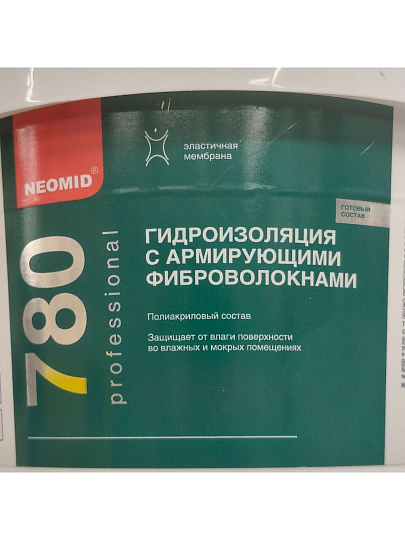 эластичная
мембрана
NEOMID®
ГОТОВЫЙ
СОСТАВ
780
professional
ГИДРОИЗОЛЯЦИЯ
С АРМИРУЮЩИМИ
ФИБРОВОЛОКНАМИ
Полиакриловый состав
Защищает от влаги поверхности
во влажных и мокрых помещениях